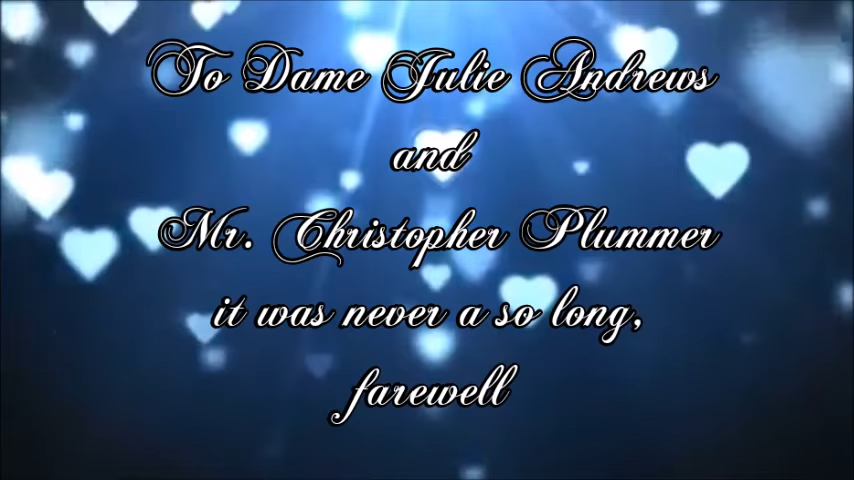 To Dame Julie Andrews
and
Mr. Christopher Plummer
it was never a so long,
farewell